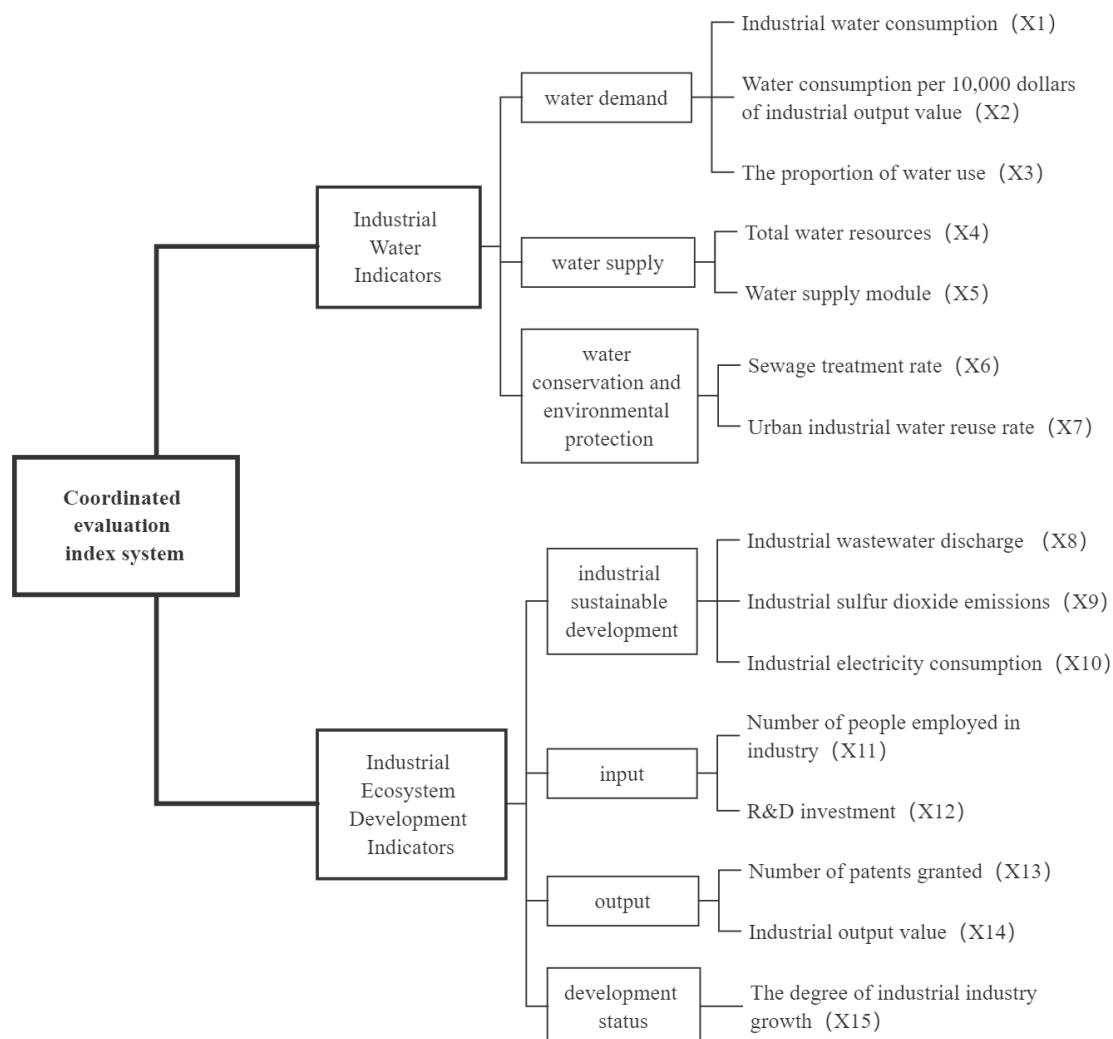 Coordinated
evaluation
index system
Industrial
Water
Indicators
water demand
Industrial water consumption（X1）
Water consumption per 10,000 dollars
of industrial output value（X2）
The proportion of water use（X3）
water supply
Total water resources（X4）
Water supply module（X5）
water
conservation and
environmental
protection
Sewage treatment rate（X6）
Urban industrial water reuse rate（X7）
Industrial
Ecosystem
Development
Indicators
industrial
sustainable
development
Industrial wastewater discharge （X8）
Industrial sulfur dioxide emissions（X9）
Industrial electricity consumption（X10）
input
Number of people employed in
industry（X11）
R&D investment（X12）
output
Number of patents granted（X13）
Industrial output value（X14）
development
status
The degree of industrial industry
growth（X15）